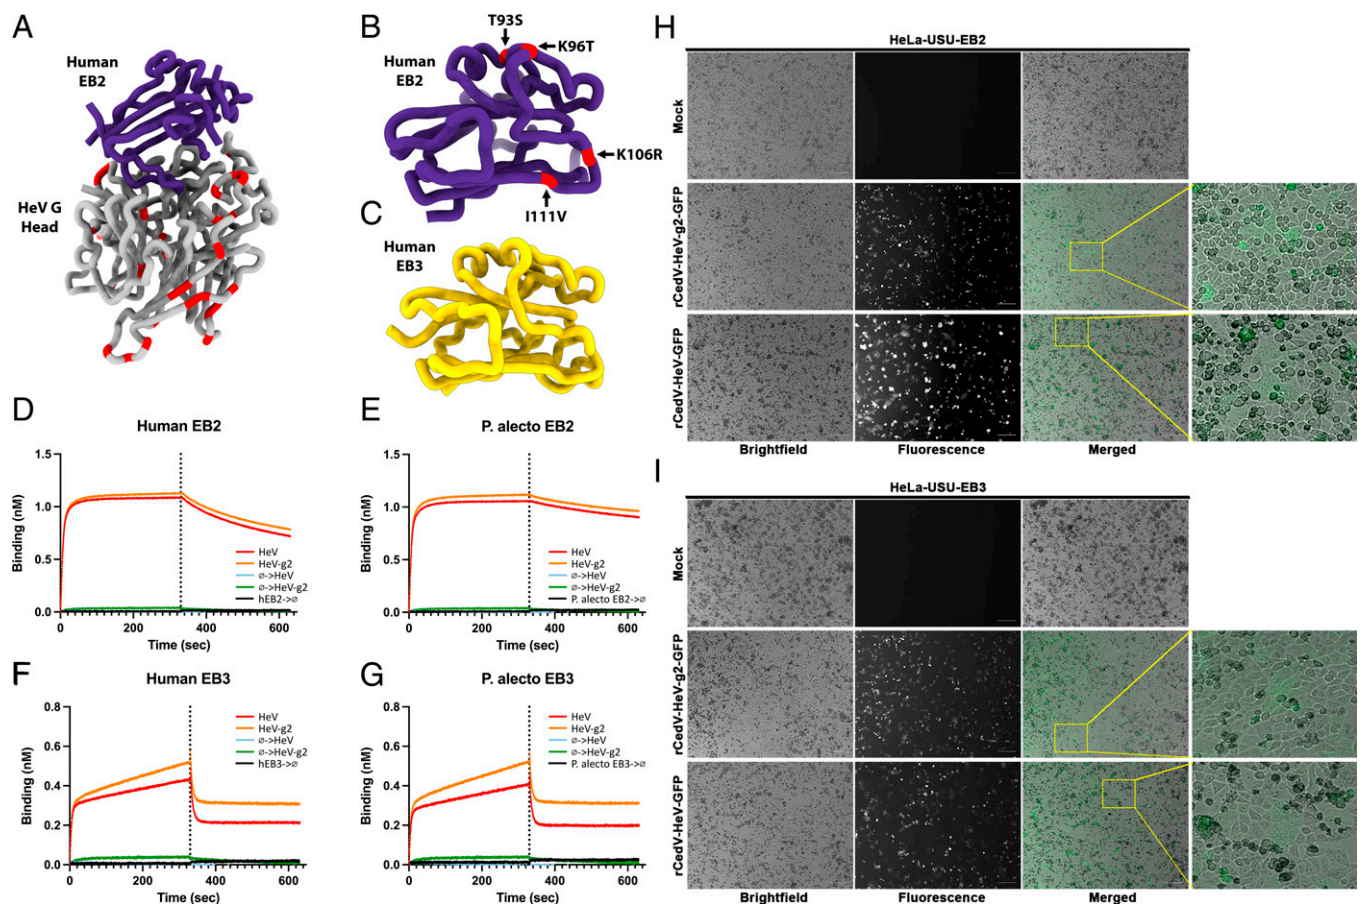 A
Human
EB2
HeV G
Head
B
Human
EB2
T93S
K96T
K106R
I111V
C
Human
EB3
D
Human EB2
Binding (nM)
1.5
1.0
0.5
0.0
0
200
400
600
Time (sec)
HeV
HeV-g2
∅->HeV
∅->HeV-g2
hEB2->∅
E
P. alecto EB2
Binding (nM)
1.5
1.0
0.5
0.0
0
200
400
600
Time (sec)
HeV
HeV-g2
∅->HeV
∅->HeV-g2
P. alecto EB2->∅
F
Human EB3
Binding (nM)
0.8
0.6
0.4
0.2
0.0
0
200
400
600
Time (sec)
HeV
HeV-g2
∅->HeV
∅->HeV-g2
hEB3->∅
G
P. alecto EB3
Binding (nM)
0.8
0.6
0.4
0.2
0.0
0
200
400
600
Time (sec)
HeV
HeV-g2
∅->HeV
∅->HeV-g2
P. alecto EB3->∅
H
HeLa-USU-EB2
Mock
rCedV-HeV-g2-GFP
rCedV-HeV-GFP
Brightfield
Fluorescence
Merged
I
HeLa-USU-EB3
Mock
rCedV-HeV-g2-GFP
rCedV-HeV-GFP
Brightfield
Fluorescence
Merged